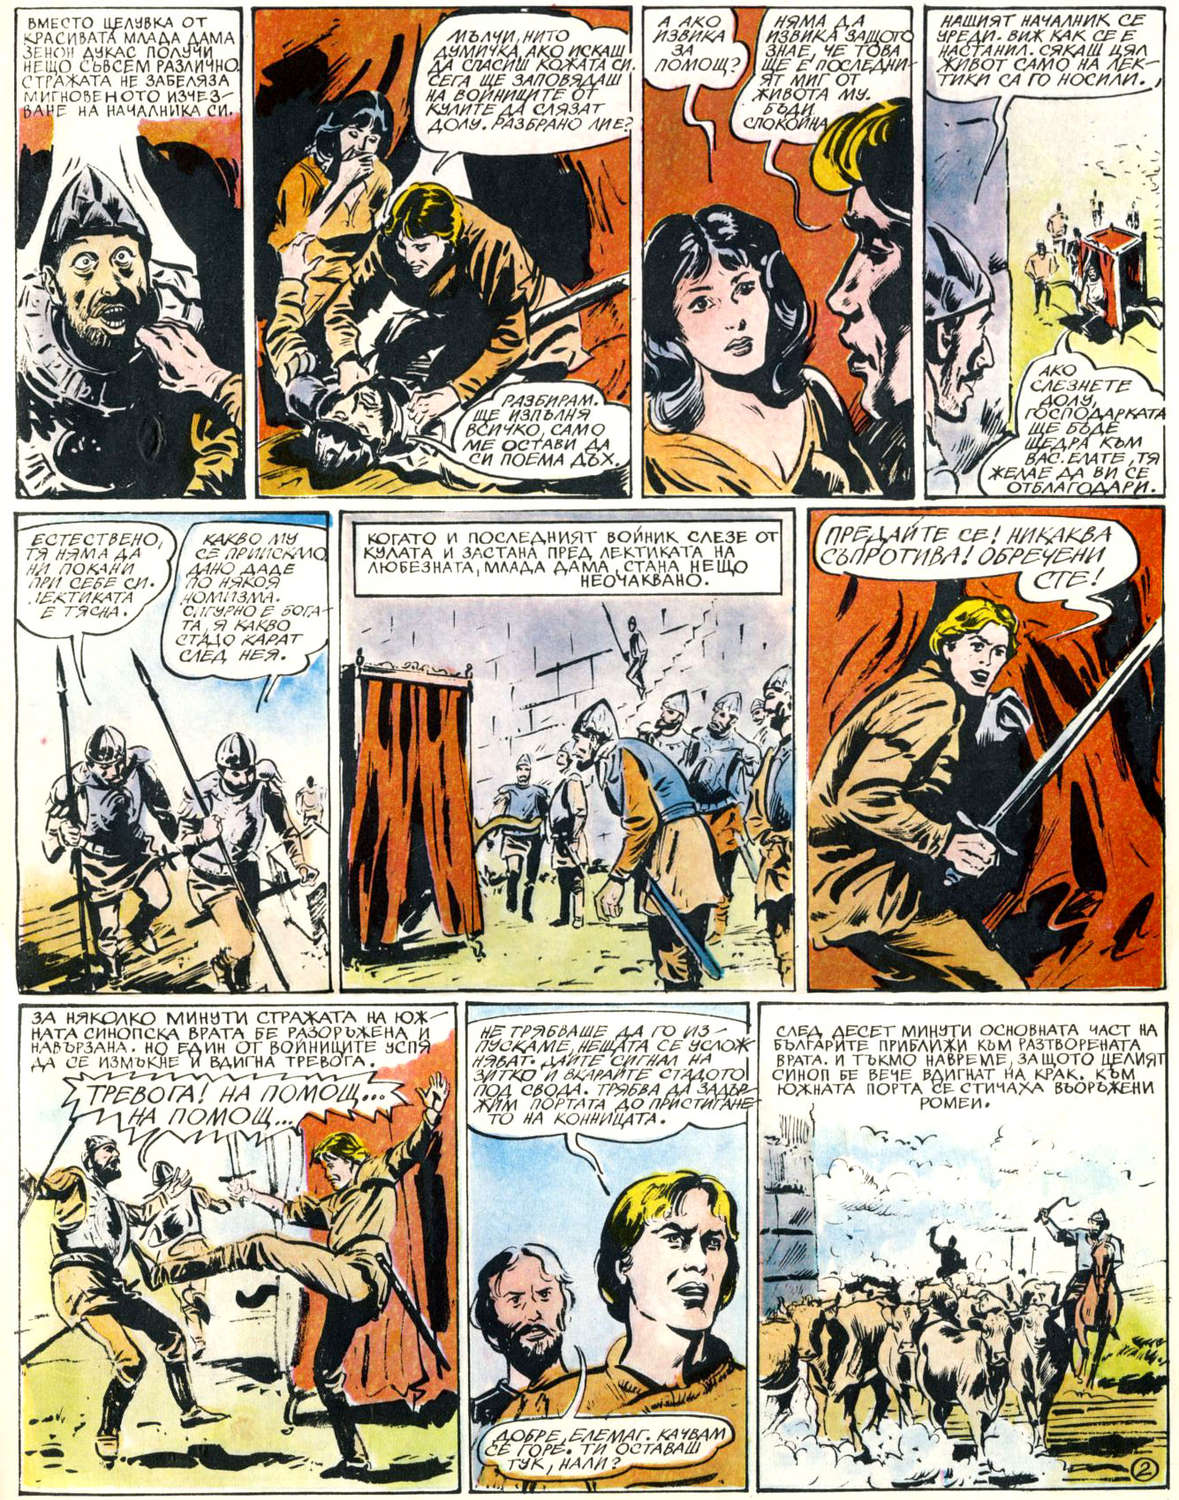 ВМЕСТО ЦЕЛУВКА ОТ
КРАСИВАТА МЛАДА ДАМА
ЗЕНОН ДУКАС ПОЛУЧИ
НЕЩО СЪВСЕМ РАЗЛИЧНО.
СТРАЖАТА НЕ ЗАБЕЛЯЗА
МИГНОВЕНОТО ИЗЧЕЗ-
ВАНЕ НА НАЧАЛНИКА СИ.
МЪЛЧИ, НИТО
ДУМИЧКА, АКО ИСКАШ
ДА СПАСИШ КОЖАТА СИ.
СЕГА ЩЕ ЗАПОВЯДАШ
НА ВОЙНИЦИТЕ ОТ
КУЛИТЕ ДА СЛЯЗАТ
ДОЛУ. РАЗБРАНО ЛИ Е?
РАЗБИРАМ.
ЩЕ ИЗПЪЛНЯ
ВСИЧКО, САМО
МЕ ОСТАВИ ДА
СИ ПОЕМА ДЪХ.
А АКО
ИЗВИКА
ЗА
ПОМОЩ?
НЯМА ДА
ИЗВИКА ЗАЩОТО
ЗНАЕ, ЧЕ ТОВА
ЩЕ Е ПОСЛЕДНИ-
ЯТ МИГ ОТ
ЖИВОТА МУ.
БЪДИ
СПОКОЙНА
НАШИЯТ НАЧАЛНИК СЕ
УРЕДИ. ВИЖ КАК СЕ Е
НАСТАНИЛ. СЯКАШ ЦЯЛ
ЖИВОТ САМО НА ЛЕК-
ТИКИ СА ГО НОСИЛИ.
АКО
СЛЕЗНЕТЕ
ДОЛУ,
ГОСПОДАРКАТА
ЩЕ БЪДЕ
ЩЕДРА КЪМ
ВАС. ЕЛАТЕ, ТЯ
ЖЕЛАЕ ДА ВИ СЕ
ОТБЛАГОДАРИ.
ЕСТЕСТВЕНО,
ТЯ НЯМА ДА
НИ ПОКАНИ
ПРИ СЕБЕ СИ.
ЛЕКТИКАТА
Е ТЯСНА.
КАКВО МУ
СЕ ПРИИСКА
ДАНО ДАДЕ
ПО НЯКОЯ
НОМИЗМА.
СИГУРНО Е БОГА-
ТА, Я КАКВО
СТАДО КАРАТ
СЛЕД НЕЯ.
КОГАТО И ПОСЛЕДНИЯТ ВОЙНИК СЛЕЗЕ ОТ
КУЛАТА И ЗАСТАНА ПРЕД ЛЕКТИКАТА НА
ЛЮБЕЗНАТА, МЛАДА ДАМА, СТАНА НЕЩО
НЕОЧАКВАНО.
ПРЕДАЙТЕ СЕ! НИКАКВА
СЪПРОТИВА! ОБРЕЧЕНИ
СТЕ!
ЗА НЯКОЛКО МИНУТИ СТРАЖАТА НА ЮЖ-
НАТА СИНОПСКА ВРАТА БЕ РАЗОРЪЖЕНА И
НАВЪРЗАНА. НО ЕДИН ОТ ВОЙНИЦИТЕ УСПЯ
ДА СЕ ИЗМЪКНЕ И ВДИГНА ТРЕВОГА.
ТРЕВОГА! НА ПОМОЩ...
НА ПОМОЩ...
НЕ ТРЯБВАШЕ ДА ГО ИЗ-
ПУСКАМЕ, НЕЩАТА СЕ УСЛОЖ
НЯВАТ. ДАЙТЕ СИГНАЛ НА
ЗИТКО И ВКАРАЙТЕ СТАДОТО
ПОД СВОДА. ТРЯБВА ДА ЗАДЪР-
ЖИМ ПОРТАТА ДО ПРИСТИГАНЕ-
ТО НА КОННИЦАТА.
ДОБРЕ, ЕЛЕМАГ. КАЧВАМ
СЕ ГОРЕ. ТИ ОСТАВАШ
ТУК, НАЛИ?
СЛЕД ДЕСЕТ МИНУТИ ОСНОВНАТА ЧАСТ НА
БЪЛГАРИТЕ ПРИБЛИЖИ КЪМ РАЗТВОРЕНАТА
ВРАТА. И ТЪКМО НАВРЕМЕ, ЗАЩОТО ЦЕЛИЯТ
СИНОП БЕ ВЕЧЕ ВДИГНАТ НА КРАК. КЪМ
ЮЖНАТА ПОРТА СЕ СТИЧАХА ВЪОРЪЖЕНИ
РОМЕИ.
2